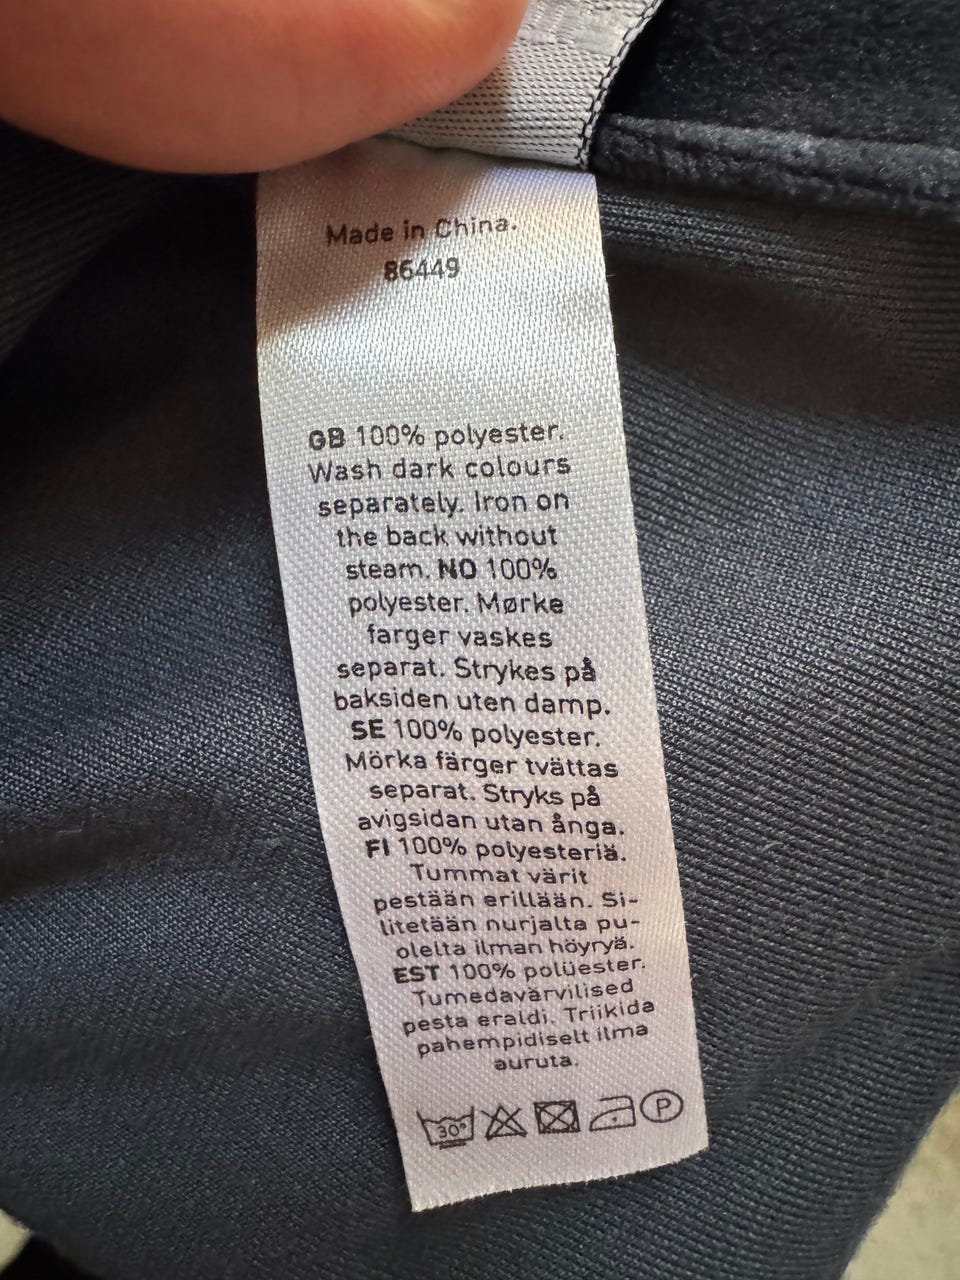 Made in China.
86449
GB 100% polyester.
Wash dark colours
separately. Iron on
the back without
steam. NO 100%
polyester. Mørke
farger vaskes
separat. Strykes på
baksiden uten damp.
SE 100% polyester.
Mörka färger tvättas
separat. Stryks på
avigsidan utan ånga.
FI 100% polyesteriä.
Tummat värit
pestään erillään. Si-
litetään nurjalta pu-
olelta ilman höyryä.
EST 100% polüester.
Tumedavärvilised
pesta eraldi. Triikida
pahempidiselt ilma
auruta.
30° P